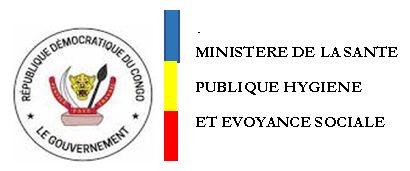 RÉPUBLIQUE DÉMOCRATIQUE DU CONGO
LE GOUVERNEMENT
.
MINISTERE DE LA SANTE
PUBLIQUE HYGIENE
ET EVOYANCE SOCIALE